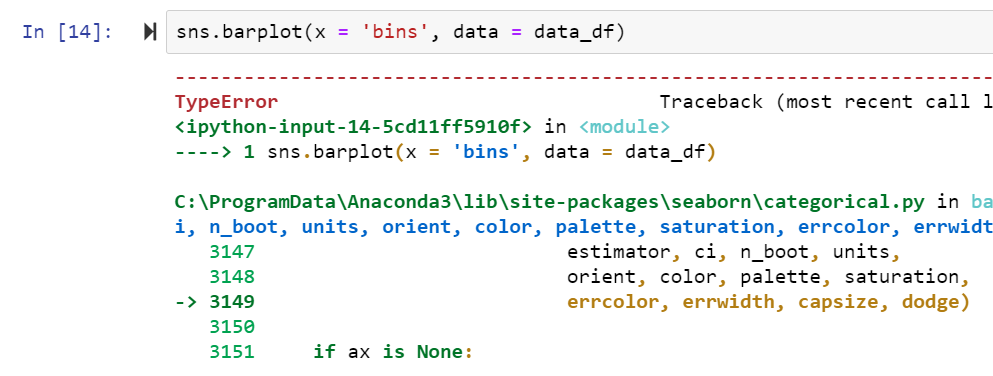 In [14]: sns.barplot(x = 'bins', data = data_df)
---------------------------------------------------------------------------
TypeError Traceback (most recent call l
<ipython-input-14-5cd11ff5910f> in <module>
----> 1 sns.barplot(x = 'bins', data = data_df)
C:\ProgramData\Anaconda3\lib\site-packages\seaborn\categorical.py in ba
i, n_boot, units, orient, color, palette, saturation, errcolor, errwidt
3147 estimator, ci, n_boot, units,
3148 orient, color, palette, saturation,
-> 3149 errcolor, errwidth, capsize, dodge)
3150
3151 if ax is None: